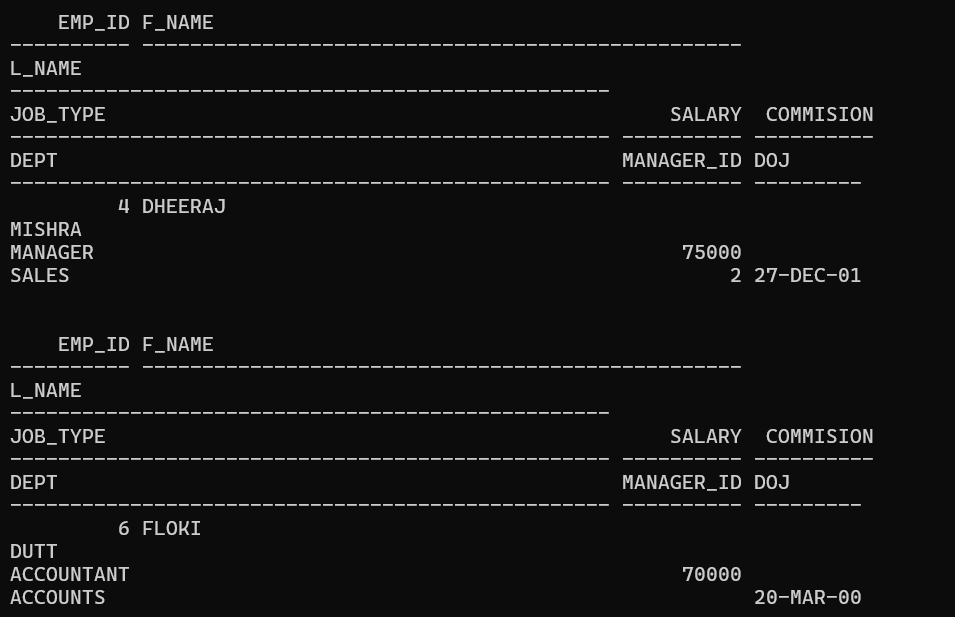 EMP_ID F_NAME
---------- --------------------------------------------------
L_NAME
--------------------------------------------------
JOB_TYPE SALARY COMMISION
-------------------------------------------------- ---------- ----------
DEPT MANAGER_ID DOJ
-------------------------------------------------- ---------- ---------
4 DHEERAJ
MISHRA
MANAGER 75000
SALES 2 27-DEC-01
EMP_ID F_NAME
---------- --------------------------------------------------
L_NAME
--------------------------------------------------
JOB_TYPE SALARY COMMISION
-------------------------------------------------- ---------- ----------
DEPT MANAGER_ID DOJ
-------------------------------------------------- ---------- ---------
6 FLOKI
DUTT
ACCOUNTANT 70000
ACCOUNTS 20-MAR-00